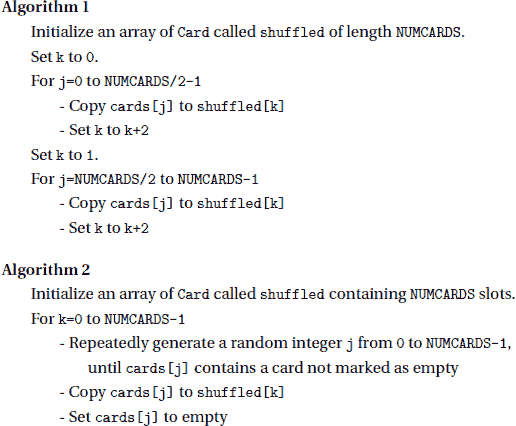 Algorithm 1
Initialize an array of Card called shuffled of length NUMCARDS.
Set k to 0.
For j=0 to NUMCARDS/2-1
- Copy cards[j] to shuffled[k]
- Set k to k+2
Set k to 1.
For j=NUMCARDS/2 to NUMCARDS-1
- Copy cards[j] to shuffled[k]
- Set k to k+2
Algorithm 2
Initialize an array of Card called shuffled containing NUMCARDS slots.
For k=0 to NUMCARDS-1
- Repeatedly generate a random integer j from 0 to NUMCARDS-1,
until cards[j] contains a card not marked as empty
- Copy cards[j] to shuffled[k]
- Set cards[j] to empty